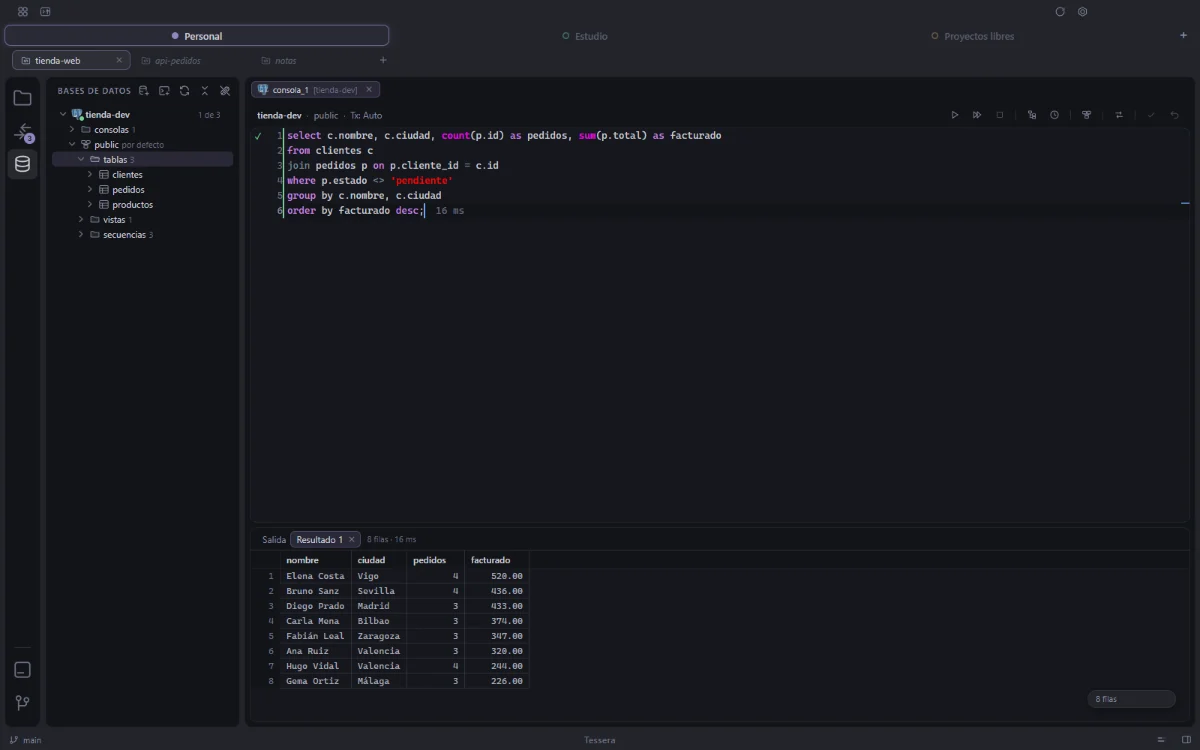 Personal
Estudio
Proyectos libres
tienda-web
api-pedidos
notas
BASES DE DATOS
tienda-dev 1 de 3
consolas 1
public por defecto
tablas 3
clientes
pedidos
productos
vistas 1
secuencias 3
3
consola_1 [tienda-dev]
tienda-dev · public · Tx: Auto
1 select c.nombre, c.ciudad, count(p.id) as pedidos, sum(p.total) as facturado
2 from clientes c
3 join pedidos p on p.cliente_id = c.id
4 where p.estado <> 'pendiente'
5 group by c.nombre, c.ciudad
6 order by facturado desc; 16 ms
Salida Resultado 1 8 filas · 16 ms
nombre ciudad pedidos facturado
1 Elena Costa Vigo 4 520.00
2 Bruno Sanz Sevilla 4 436.00
3 Diego Prado Madrid 3 433.00
4 Carla Mena Bilbao 3 374.00
5 Fabián Leal Zaragoza 3 347.00
6 Ana Ruiz Valencia 3 320.00
7 Hugo Vidal Valencia 4 244.00
8 Gema Ortiz Málaga 3 226.00
8 filas
main
Tessera